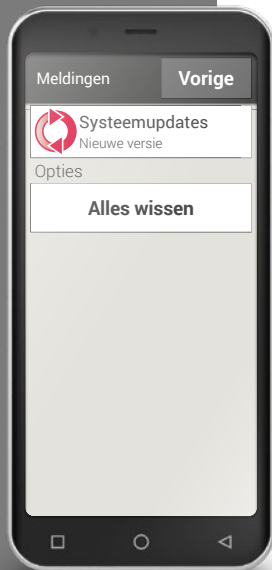 Meldingen
Vorige
Systeemupdates
Nieuwe versie
Opties
Alles wissen